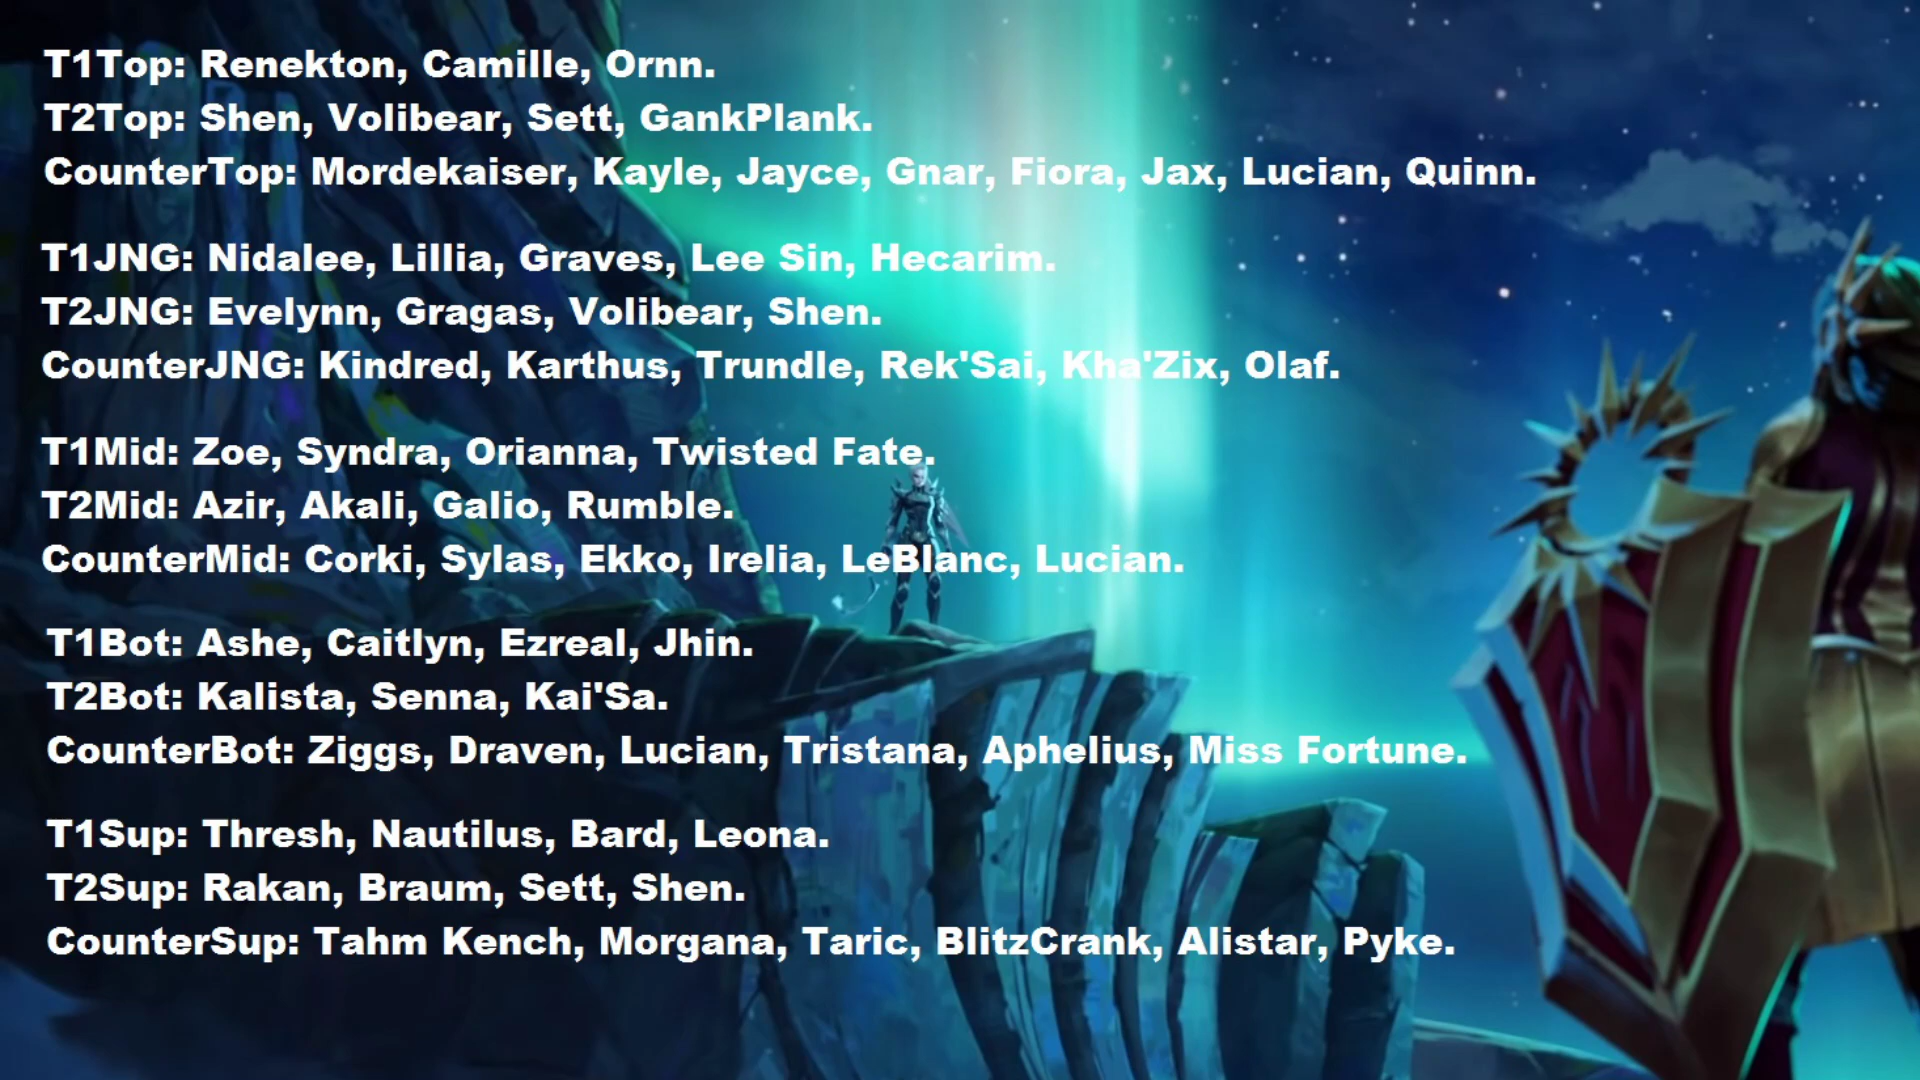 T1Top: Renekton, Camille, Ornn.
T2Top: Shen, Volibear, Sett, GankPlank.
CounterTop: Mordekaiser, Kayle, Jayce, Gnar, Fiora, Jax, Lucian, Quinn.
T1JNG: Nidalee, Lillia, Graves, Lee Sin, Hecarim.
T2JNG: Evelynn, Gragas, Volibear, Shen.
CounterJNG: Kindred, Karthus, Trundle, Rek'Sai, Kha'Zix, Olaf.
T1Mid: Zoe, Syndra, Orianna, Twisted Fate.
T2Mid: Azir, Akali, Galio, Rumble.
CounterMid: Corki, Sylas, Ekko, Irelia, LeBlanc, Lucian.
T1Bot: Ashe, Caitlyn, Ezreal, Jhin.
T2Bot: Kalista, Senna, Kai'Sa.
CounterBot: Ziggs, Draven, Lucian, Tristana, Aphelius, Miss Fortune.
T1Sup: Thresh, Nautilus, Bard, Leona.
T2Sup: Rakan, Braum, Sett, Shen.
CounterSup: Tahm Kench, Morgana, Taric, BlitzCrank, Alistar, Pyke.